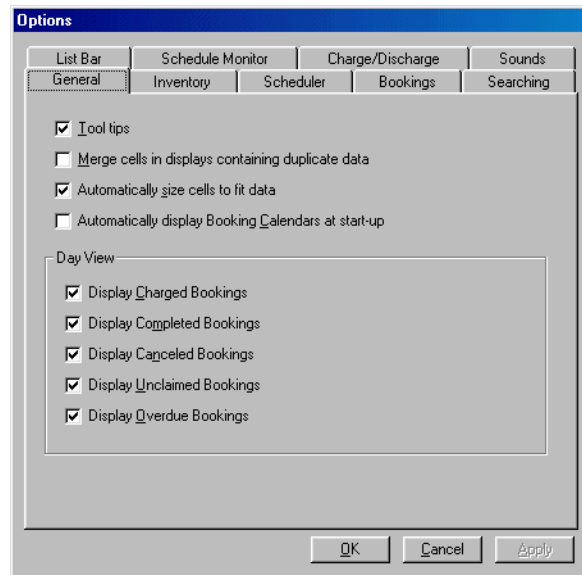 Options
List Bar Schedule Monitor Charge/Discharge Sounds
General Inventory Scheduler Bookings Searching
Tool tips
Merge cells in displays containing duplicate data
Automatically size cells to fit data
Automatically display Booking Calendars at start-up
Day View
Display Charged Bookings
Display Completed Bookings
Display Canceled Bookings
Display Unclaimed Bookings
Display Overdue Bookings
OK Cancel Apply